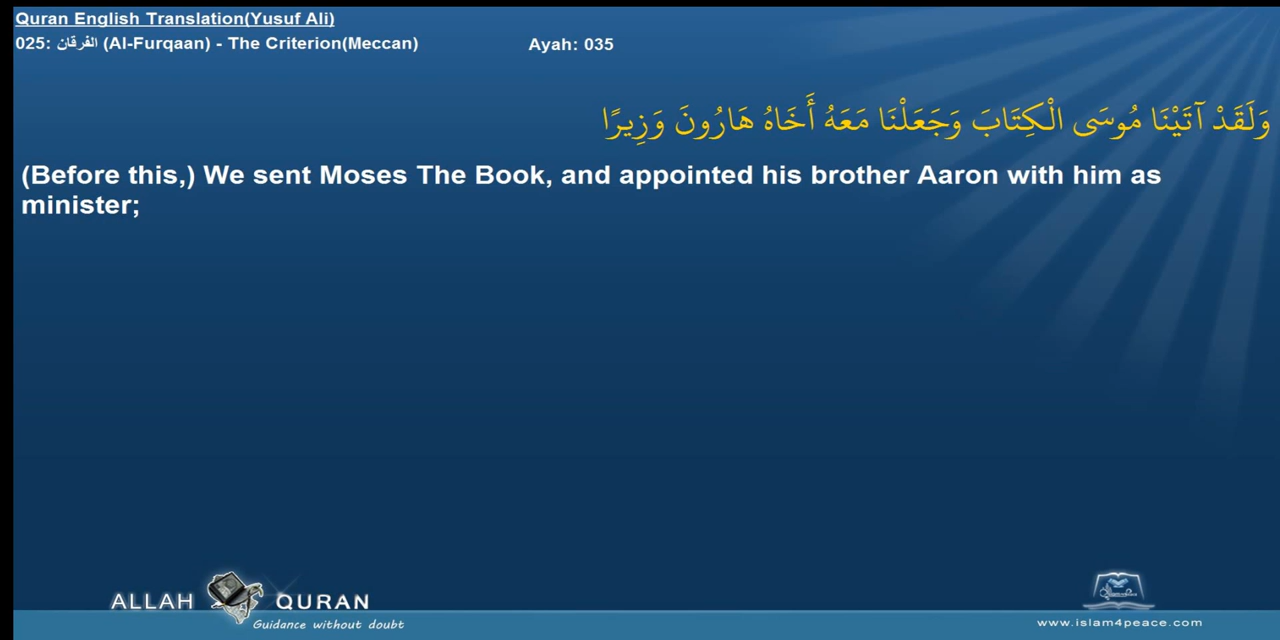 Quran English Translation(Yusuf Ali)
025: الفرقان (Al-Furqaan) - The Criterion(Meccan) Ayah: 035
وَلَقَدْ آتَيْنَا مُوسَى الْكِتَابَ وَجَعَلْنَا مَعَهُ أَخَاهُ هَارُونَ وَزِيرًا
(Before this,) We sent Moses The Book, and appointed his brother Aaron with him as
minister;
ALLAH QURAN
Guidance without doubt
www.islam4peace.com